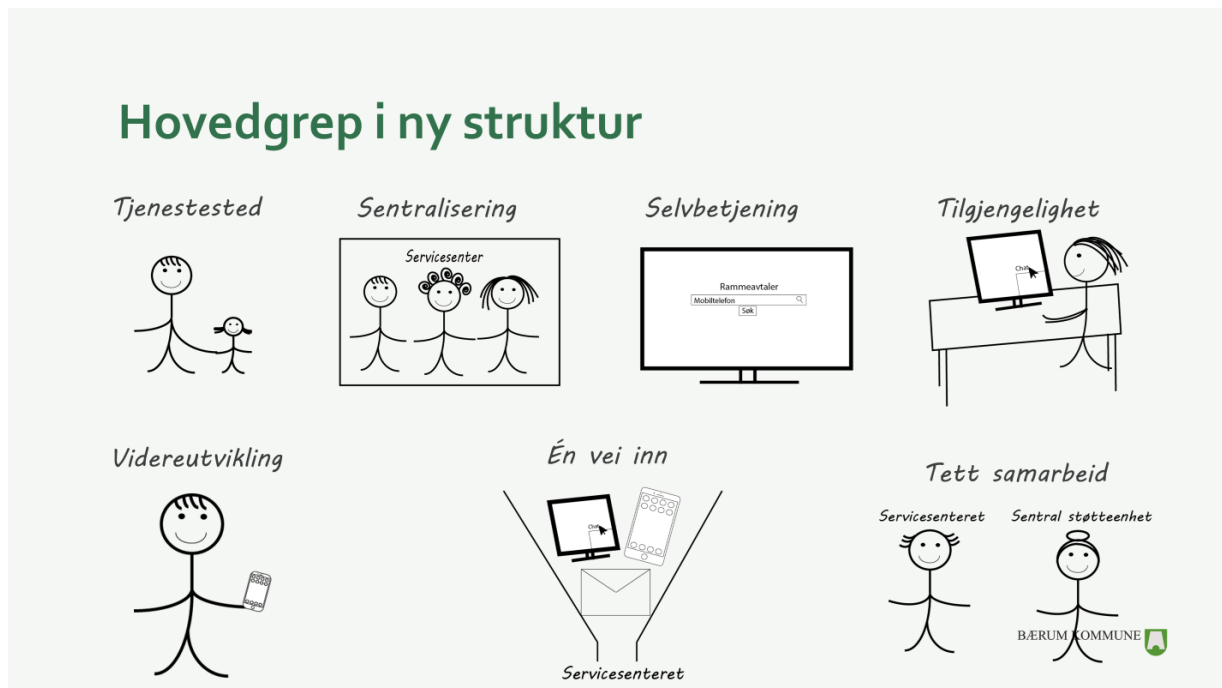 Hovedgrep i ny struktur
Tjenestested
Sentralisering
Selvbetjening
Tilgjengelighet
Servicesenter
Rammeavtaler
Mobiltelefon
Søk
Chat
Videreutvikling
Én vei inn
Tett samarbeid
Chat
Servicesenteret
Servicesenteret
Sentral støtteenhet
BÆRUM KOMMUNE